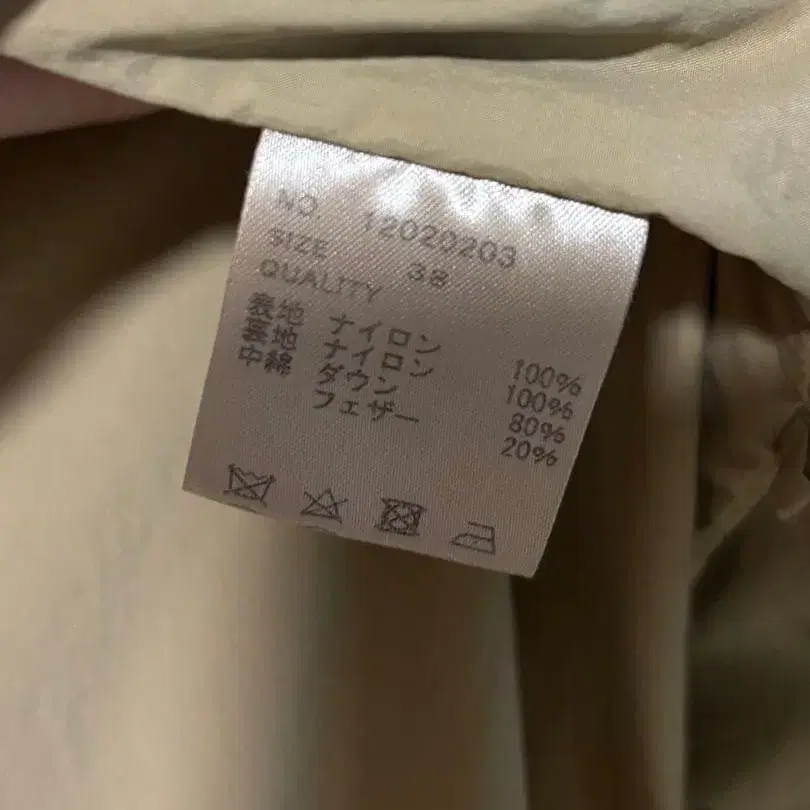 NO. 12020203
SIZE 38
QUALITY
表地 ナイロン 100%
裏地 ナイロン 100%
中綿 ダウン 80%
フェザー 20%